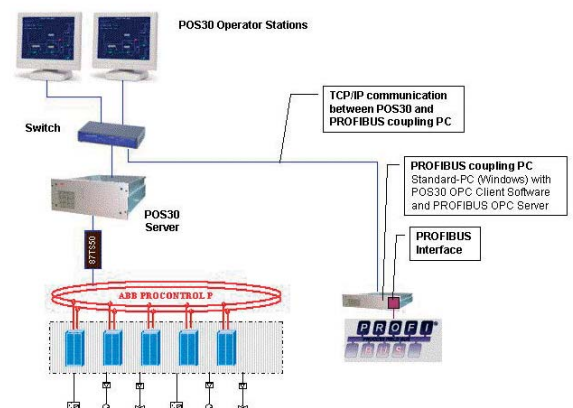 POS30 Operator Stations
TCP/IP communication
between POS30 and
PROFIBUS coupling PC
Switch
PROFIBUS coupling PC
Standard-PC (Windows) with
POS30 OPC Client Software
and PROFIBUS OPC Server
POS30
Server
PROFIBUS
Interface
87TS50
ABB PROCONTROL P
PROFI
BUS